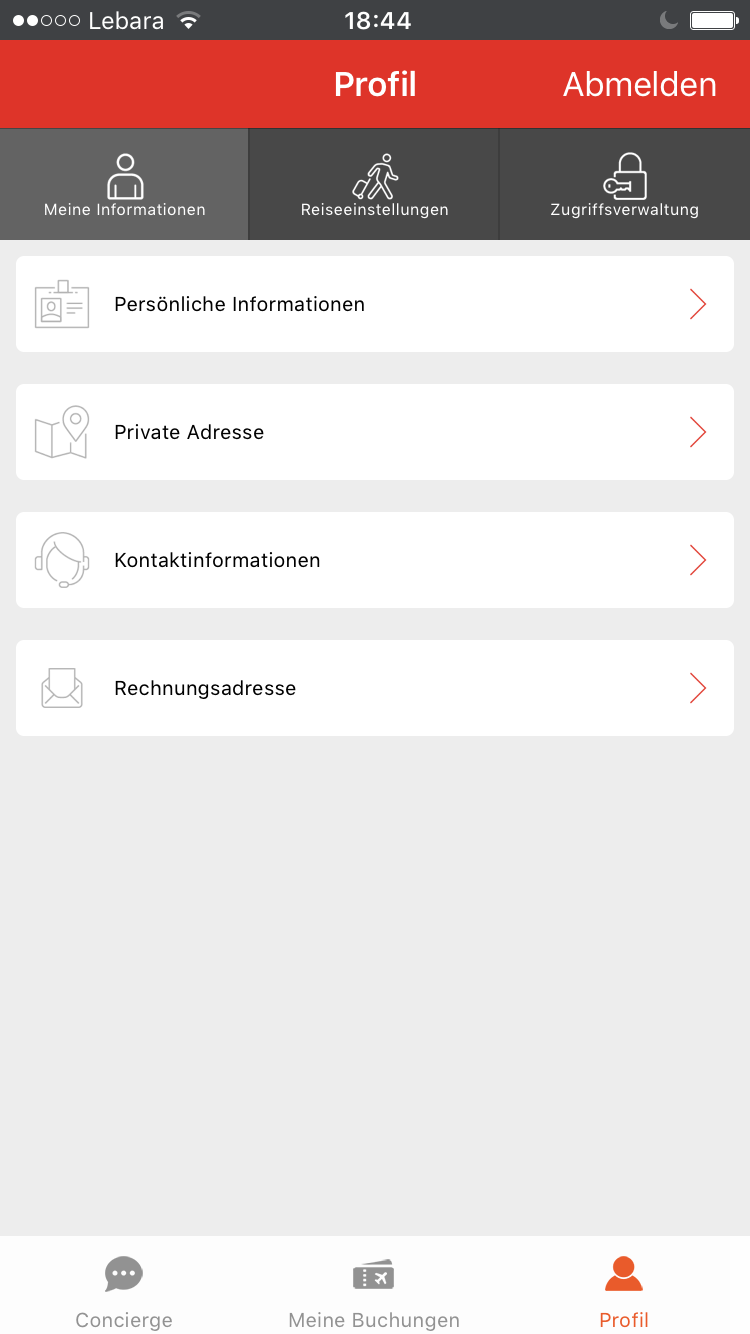 Lebara 18:44
Profil Abmelden
Meine Informationen Reiseeinstellungen Zugriffsverwaltung
Persönliche Informationen
Private Adresse
Kontaktinformationen
Rechnungsadresse
Concierge Meine Buchungen Profil